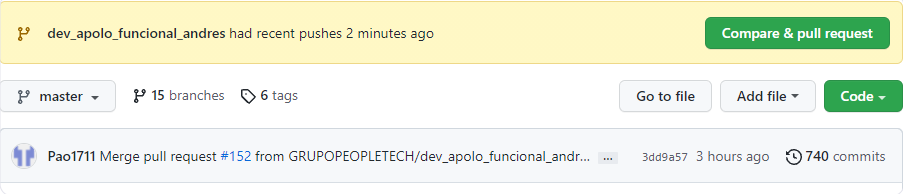 dev_apolo_funcional_andres had recent pushes 2 minutes ago Compare & pull request
master 15 branches 6 tags Go to file Add file Code
Pao1711 Merge pull request #152 from GRUPOPEOPLETECH/dev_apolo_funcional_andr... ... 3dd9a57 3 hours ago 740 commits